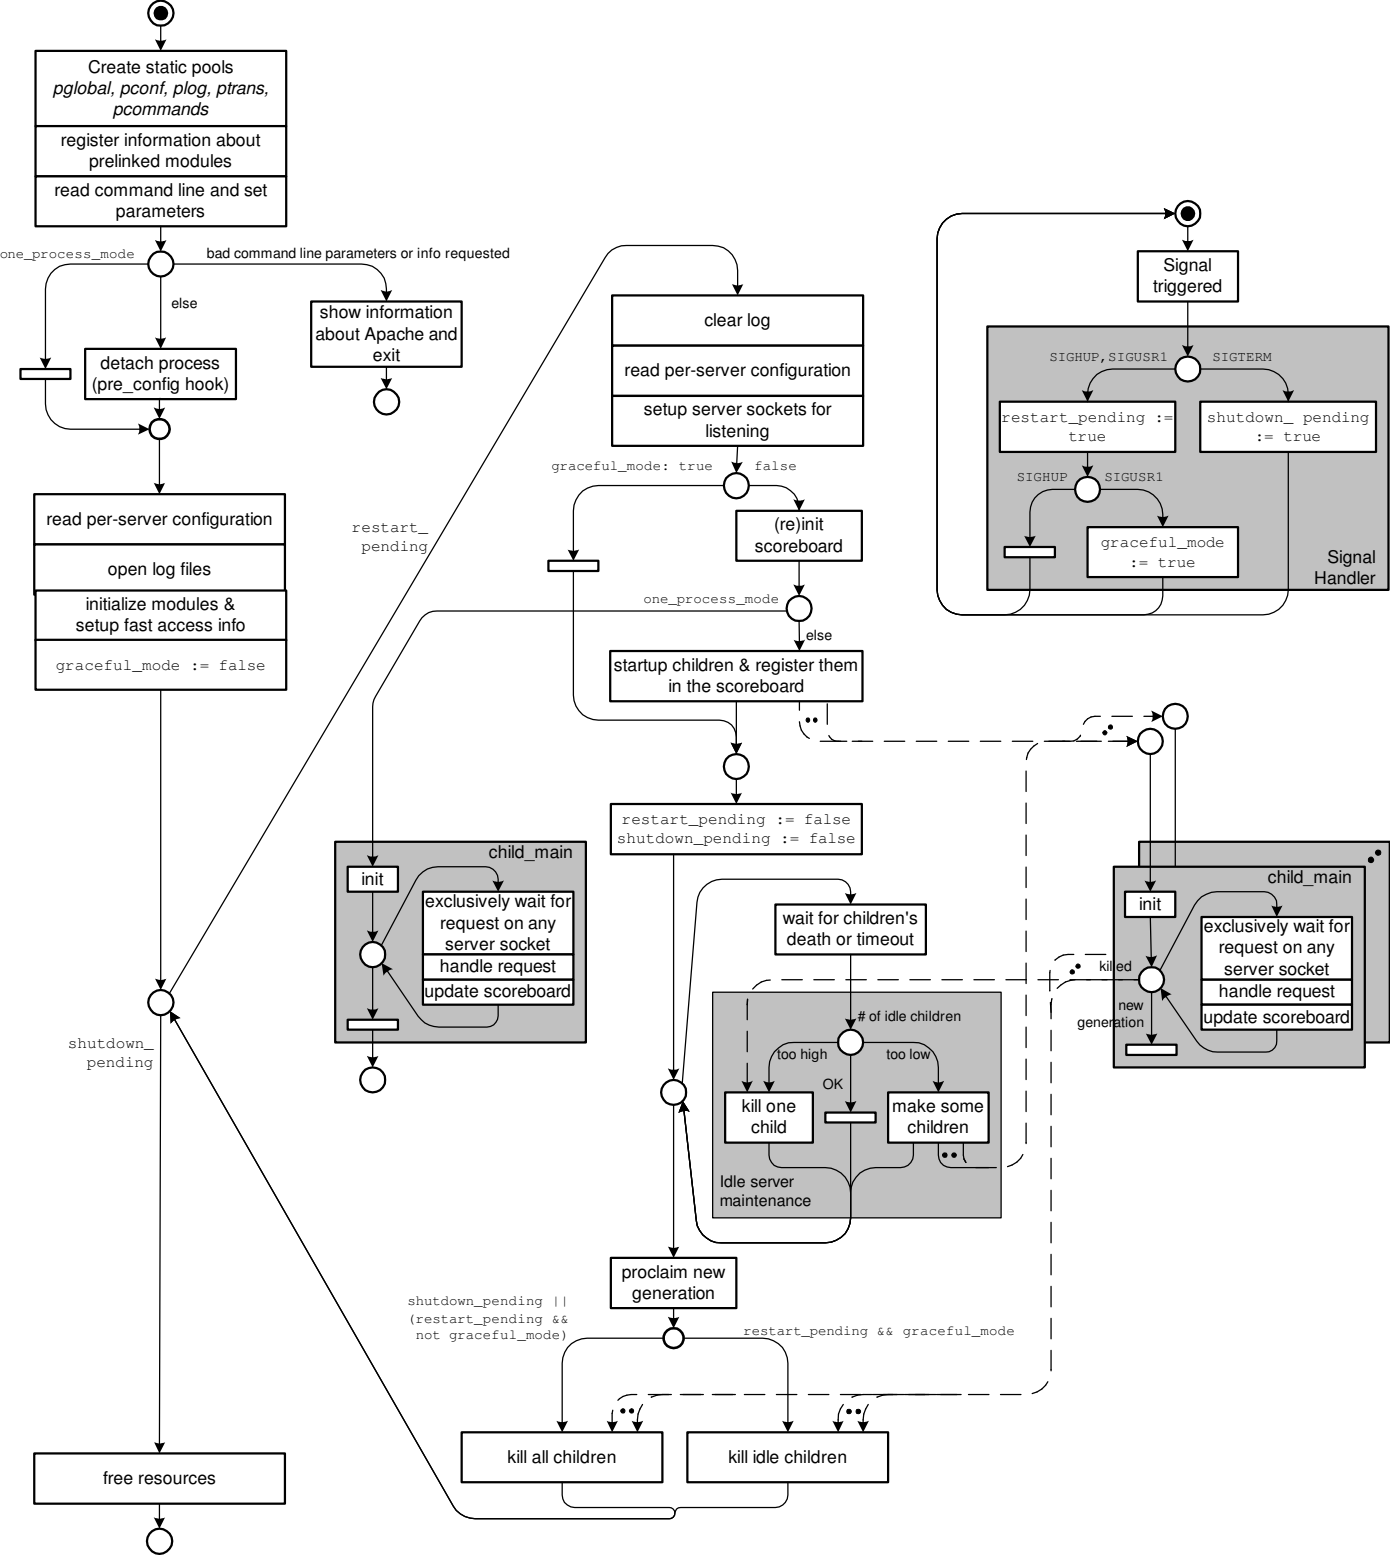 Create static pools
pglobal, pconf, plog, ptrans,
pcommands
register information about
prelinked modules
read command line and set
parameters
one_process_mode
bad command line parameters or info requested
else
show information
about Apache and
exit
detach process
(pre_config hook)
read per-server configuration
open log files
initialize modules &
setup fast access info
graceful_mode := false
restart_
pending
shutdown_
pending
free resources
clear log
read per-server configuration
setup server sockets for
listening
graceful_mode: true
false
(re)init
scoreboard
one_process_mode
else
startup children & register them
in the scoreboard
restart_pending := false
shutdown_pending := false
child_main
init
exclusively wait for
request on any
server socket
handle request
update scoreboard
wait for children's
death or timeout
# of idle children
too high
too low
OK
kill one
child
make some
children
Idle server
maintenance
proclaim new
generation
shutdown_pending ||
(restart_pending &&
not graceful_mode)
restart_pending && graceful_mode
kill all children
kill idle children
Signal
triggered
SIGHUP,SIGUSR1
SIGTERM
restart_pending :=
true
shutdown_ pending
:= true
SIGHUP
SIGUSR1
graceful_mode
:= true
Signal
Handler
child_main
init
exclusively wait for
request on any
server socket
handle request
update scoreboard
killed
new
generation